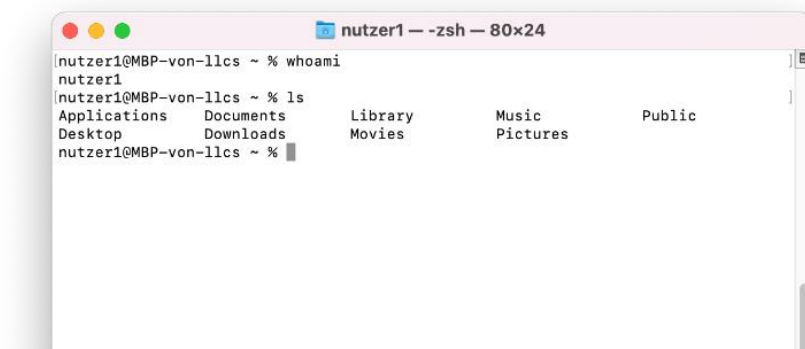 nutzer1 — -zsh — 80×24
[nutzer1@MBP-von-llcs ~ % whoami ]
nutzer1
[nutzer1@MBP-von-llcs ~ % ls ]
Applications Documents Library Music Public
Desktop Downloads Movies Pictures
nutzer1@MBP-von-llcs ~ %